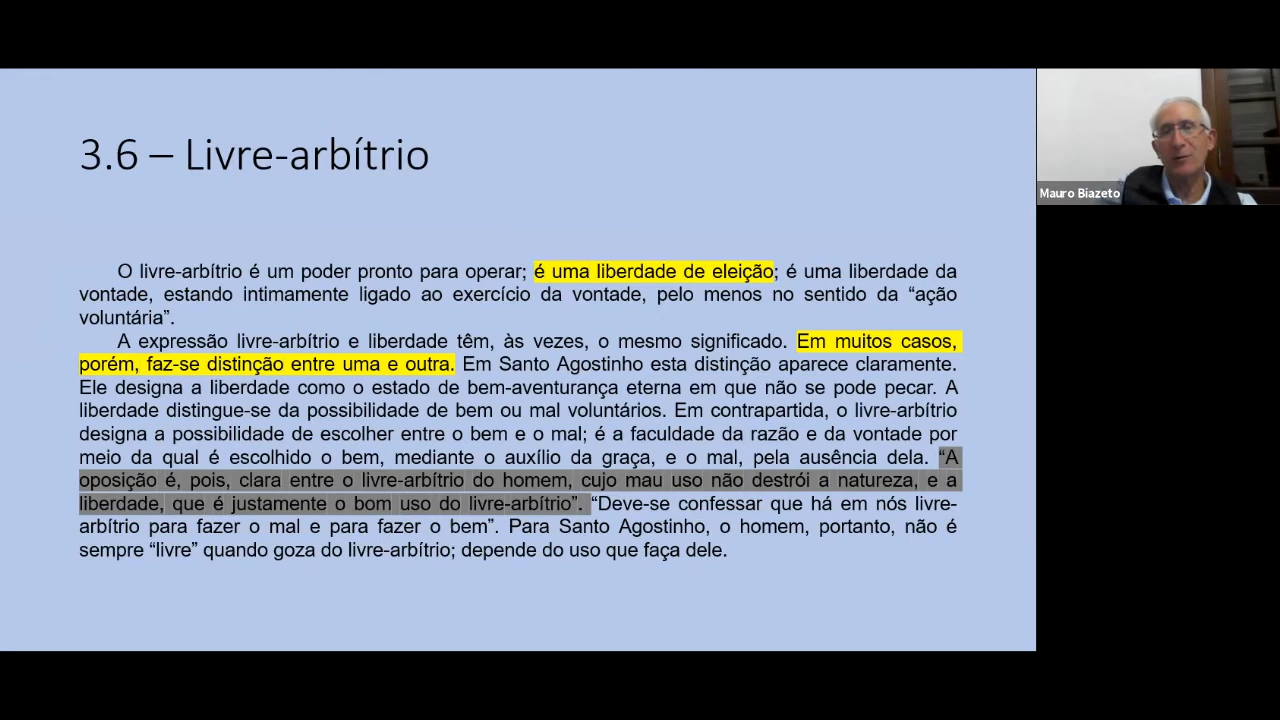 3.6 – Livre-arbítrio
Mauro Biazeto
O livre-arbítrio é um poder pronto para operar; é uma liberdade de eleição; é uma liberdade da
vontade, estando intimamente ligado ao exercício da vontade, pelo menos no sentido da “ação
voluntária”.
A expressão livre-arbítrio e liberdade têm, às vezes, o mesmo significado. Em muitos casos,
porém, faz-se distinção entre uma e outra. Em Santo Agostinho esta distinção aparece claramente.
Ele designa a liberdade como o estado de bem-aventurança eterna em que não se pode pecar. A
liberdade distingue-se da possibilidade de bem ou mal voluntários. Em contrapartida, o livre-arbítrio
designa a possibilidade de escolher entre o bem e o mal; é a faculdade da razão e da vontade por
meio da qual é escolhido o bem, mediante o auxílio da graça, e o mal, pela ausência dela. “A
oposição é, pois, clara entre o livre-arbítrio do homem, cujo mau uso não destrói a natureza, e a
liberdade, que é justamente o bom uso do livre-arbítrio”. “Deve-se confessar que há em nós livre-
arbítrio para fazer o mal e para fazer o bem”. Para Santo Agostinho, o homem, portanto, não é
sempre “livre” quando goza do livre-arbítrio; depende do uso que faça dele.